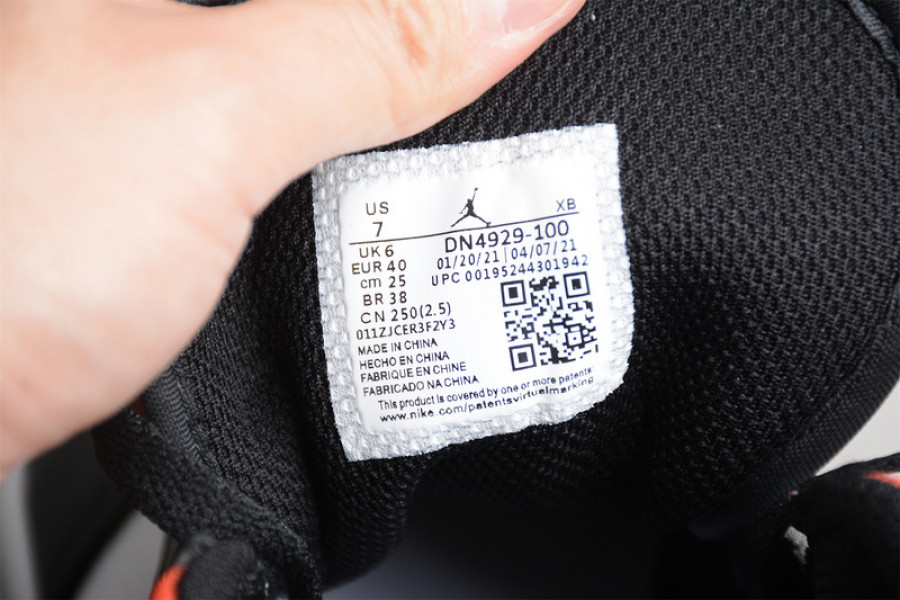 US
7
XB
UK 6
EUR 40
cm 25
BR 38
CN 250(2.5)
011ZJCER3F2Y3
DN4929-100
01/20/21 | 04/07/21
UPC 00195244301942
MADE IN CHINA
HECHO EN CHINA
FABRIQUE EN CHINE
FABRICADO NA CHINA
This product is covered by one or more patents
www.nike.com/patentsvirtualmarking